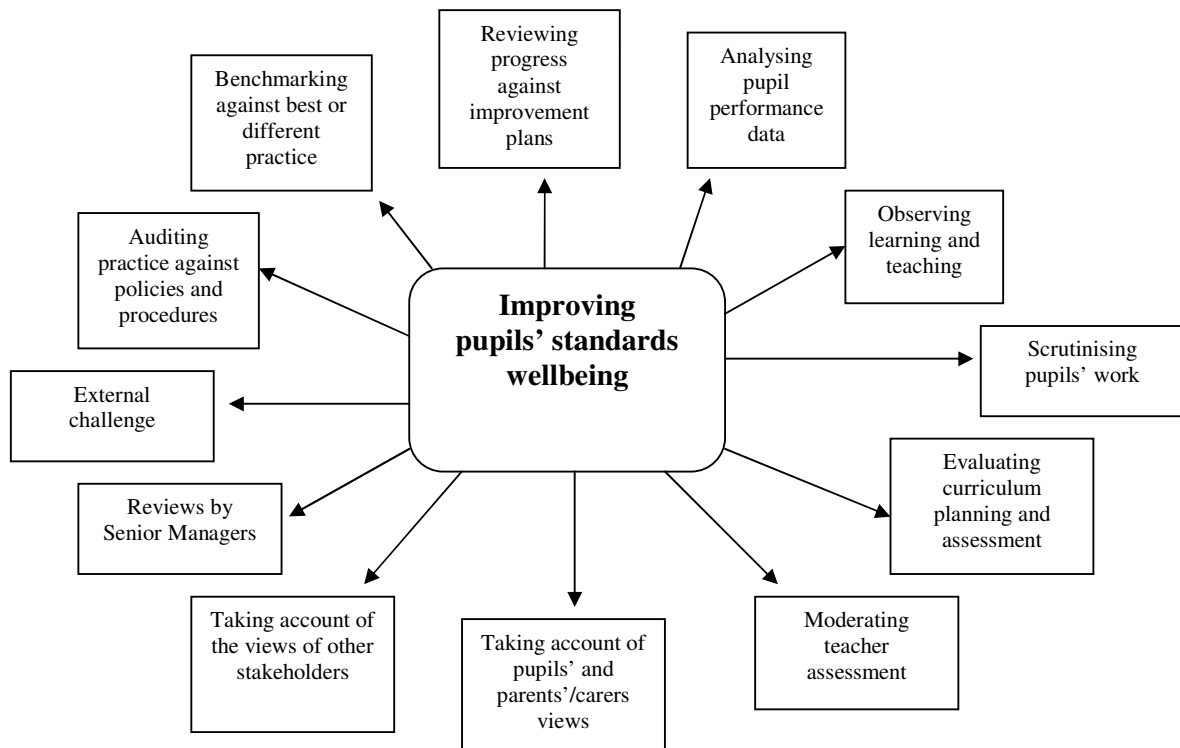 Reviewing
progress
against
improvement
plans
Analysing
pupil
performance
data
Benchmarking
against best or
different
practice
Observing
learning and
teaching
Auditing
practice against
policies and
procedures
Improving
pupils’ standards
wellbeing
Scrutinising
pupils’ work
External
challenge
Evaluating
curriculum
planning and
assessment
Reviews by
Senior Managers
Moderating
teacher
assessment
Taking account of
the views of other
stakeholders
Taking account of
pupils’ and
parents’/carers
views